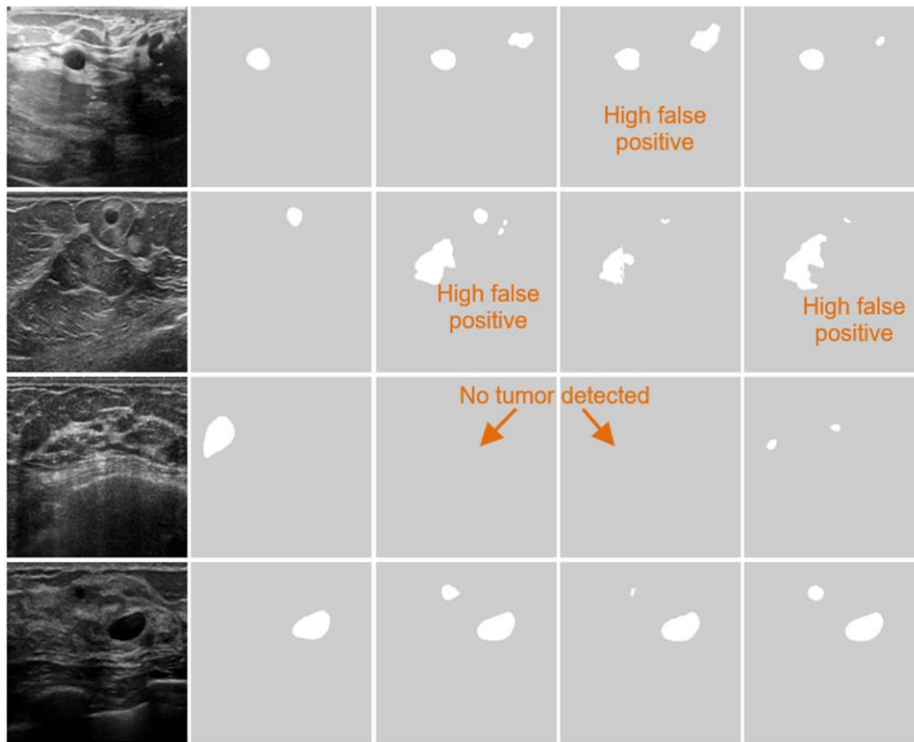 High false
positive
High false
positive
High false
positive
No tumor detected